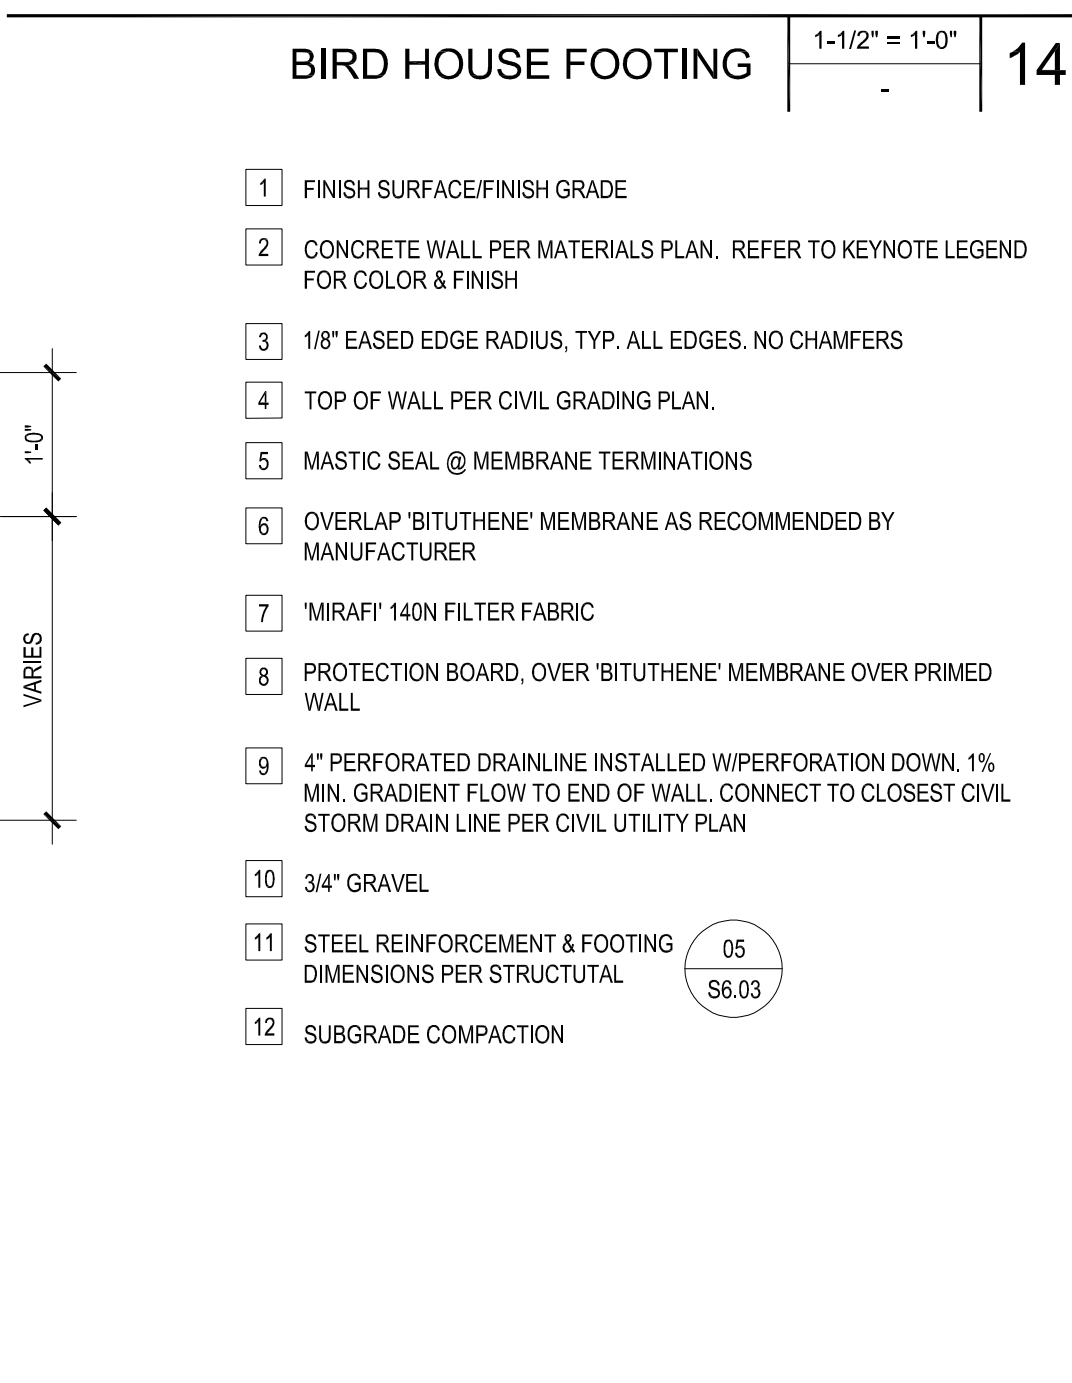 BIRD HOUSE FOOTING
1-1/2" = 1'-0"
-
14
1 FINISH SURFACE/FINISH GRADE
2 CONCRETE WALL PER MATERIALS PLAN. REFER TO KEYNOTE LEGEND
FOR COLOR & FINISH
3 1/8" EASED EDGE RADIUS, TYP. ALL EDGES. NO CHAMFERS
4 TOP OF WALL PER CIVIL GRADING PLAN.
5 MASTIC SEAL @ MEMBRANE TERMINATIONS
6 OVERLAP 'BITUTHENE' MEMBRANE AS RECOMMENDED BY
MANUFACTURER
7 'MIRAFI' 140N FILTER FABRIC
8 PROTECTION BOARD, OVER 'BITUTHENE' MEMBRANE OVER PRIMED
WALL
9 4" PERFORATED DRAINLINE INSTALLED W/PERFORATION DOWN. 1%
MIN. GRADIENT FLOW TO END OF WALL. CONNECT TO CLOSEST CIVIL
STORM DRAIN LINE PER CIVIL UTILITY PLAN
10 3/4" GRAVEL
11 STEEL REINFORCEMENT & FOOTING
DIMENSIONS PER STRUCTUTAL
05
S6.03
12 SUBGRADE COMPACTION
1'-0"
VARIES